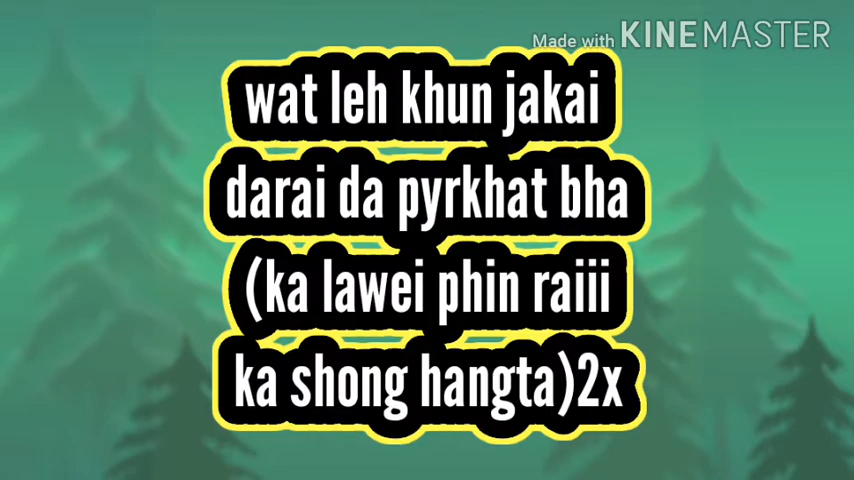 Made with KINEMASTER
wat leh khun jakai
darai da pyrkhat bha
(ka lawei phin raiii
ka shong hangta)2x